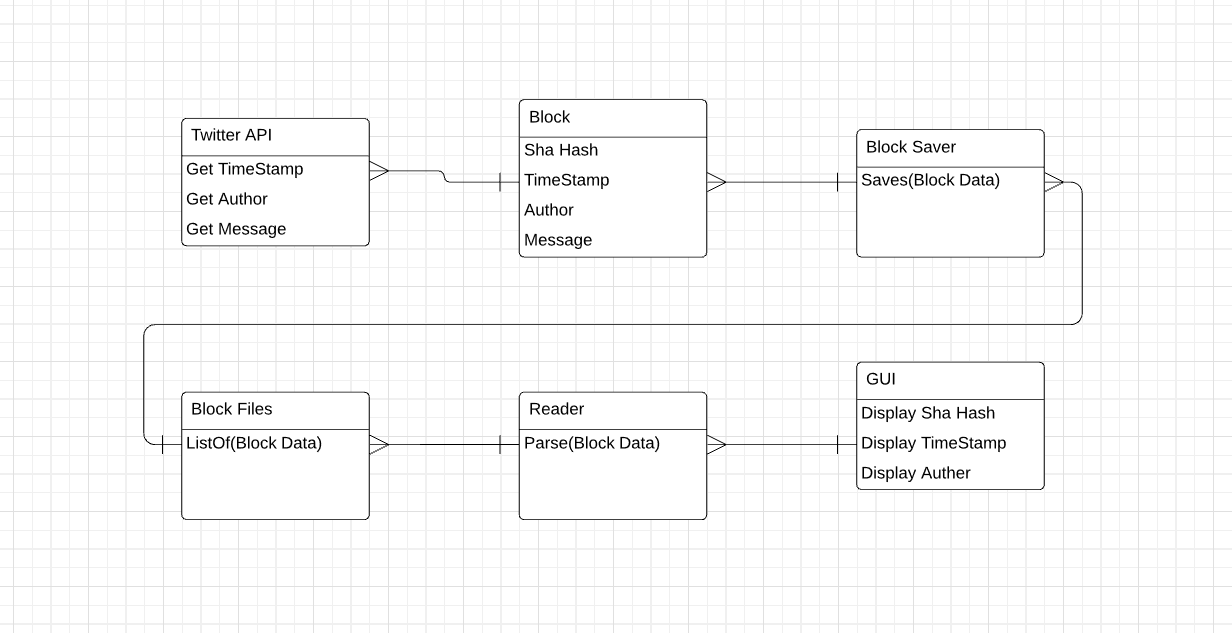 Twitter API
Get TimeStamp
Get Author
Get Message
Block
Sha Hash
TimeStamp
Author
Message
Block Saver
Saves(Block Data)
Block Files
ListOf(Block Data)
Reader
Parse(Block Data)
GUI
Display Sha Hash
Display TimeStamp
Display Auther